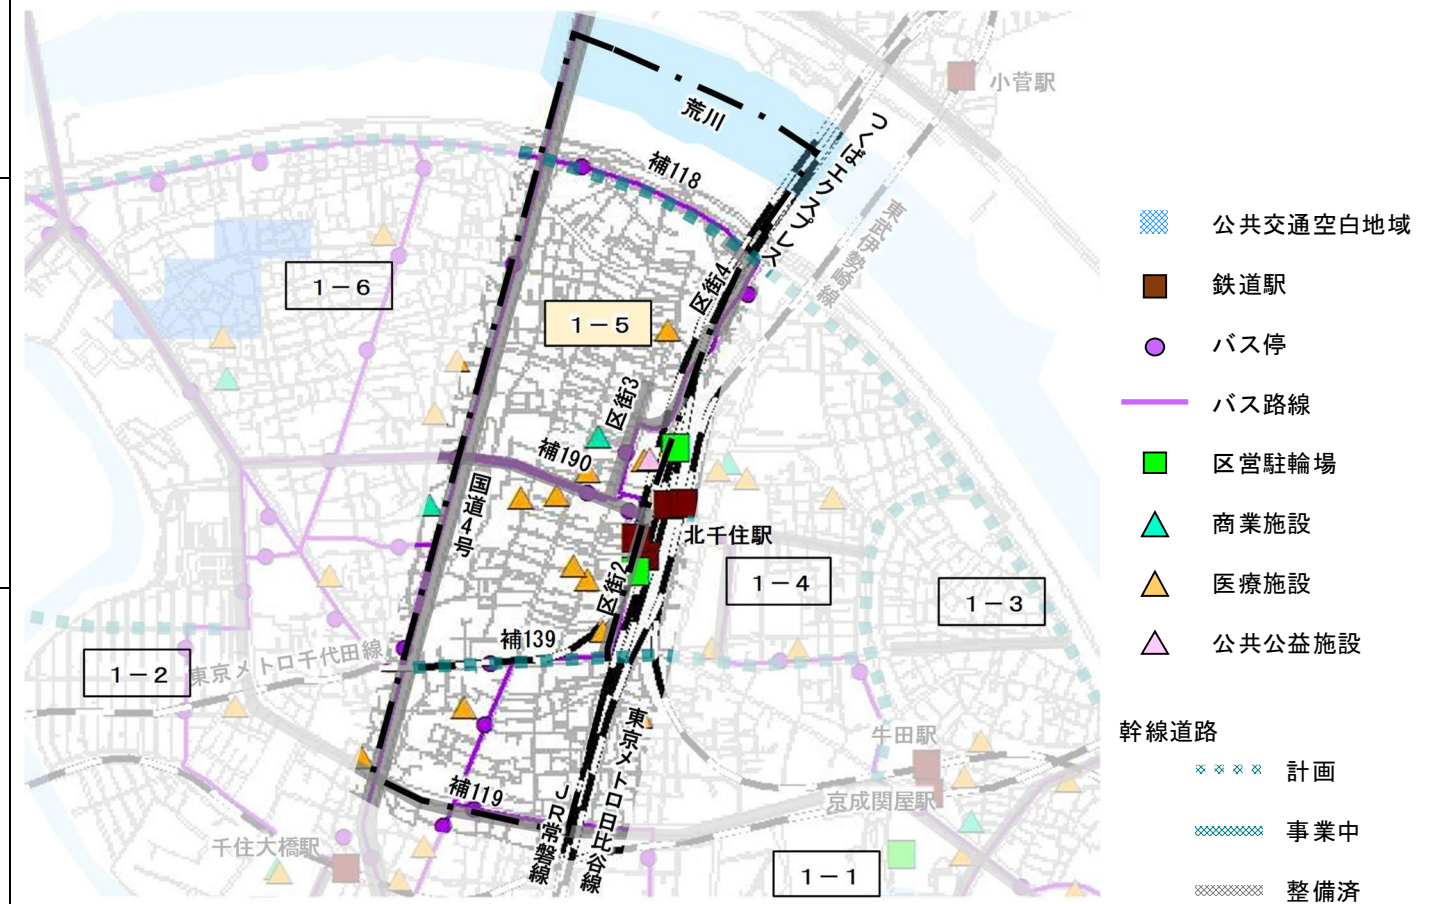 小菅駅
荒川
つくばエクスプレス
補118
東武伊勢崎線
区街4
1－6
1－5
区街3
補190
国道4号
北千住駅
1－4
1－3
区街2
補139
東京メトロ千代田線
1－2
牛田駅
京成関屋駅
東京メトロ日比谷線
JR常磐線
補119
千住大橋駅
1－1
公共交通空白地域
鉄道駅
バス停
バス路線
区営駐輪場
商業施設
医療施設
公共公益施設
幹線道路
計画
事業中
整備済